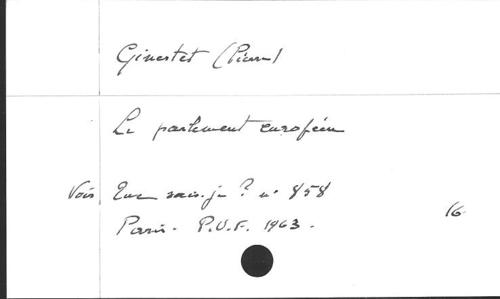 Ginestet (Pierre)
Le parlement européen
Voir Que sais-je ? n° 858
Paris - P.U.F. 1963.
16